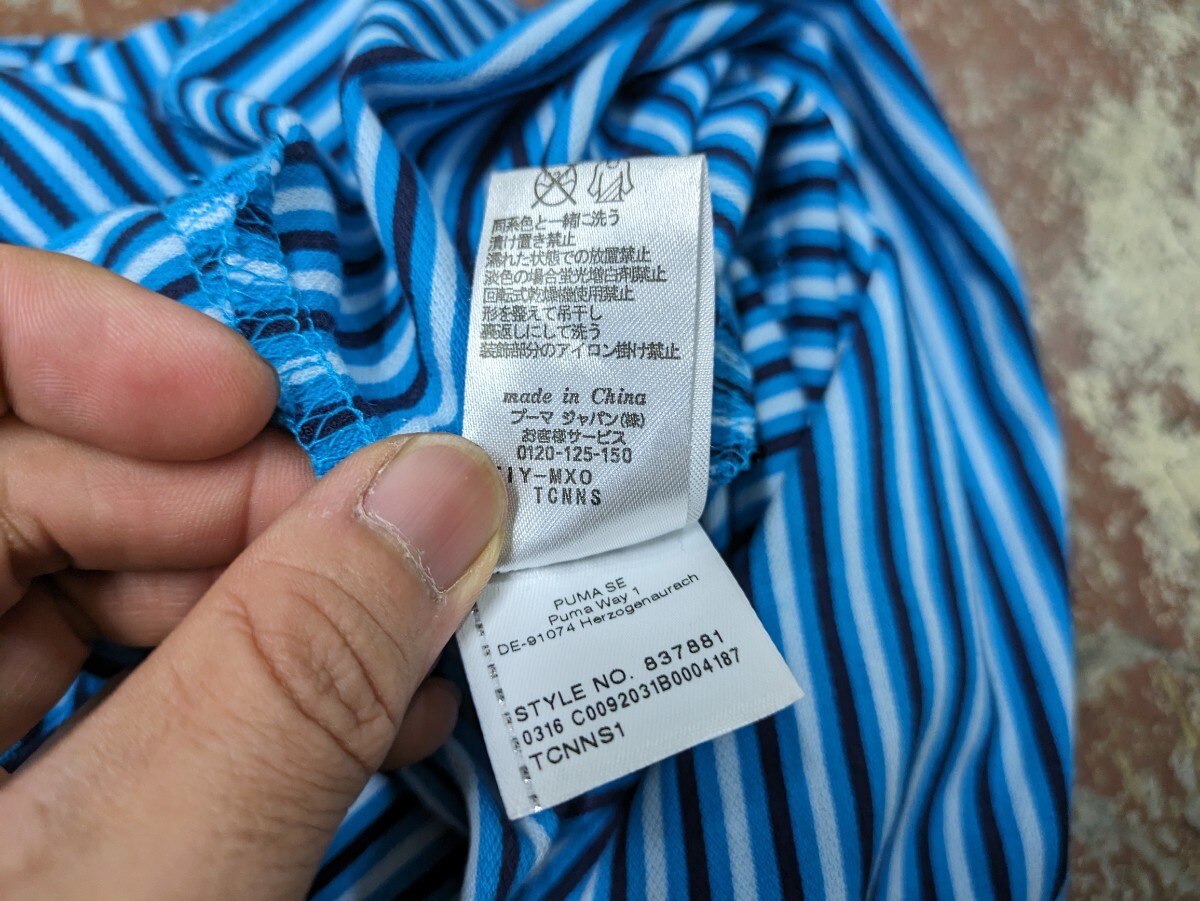 同系色と一緒に洗う
漬け置き禁止
濡れた状態での放置禁止
淡色の場合蛍光増白剤禁止
回転式乾燥機使用禁止
形を整えて吊干し
裏返しにして洗う
装飾部分のアイロン掛け禁止
made in China
プーマ ジャパン(株)
お客様サービス
0120-125-150
IY-MXO
TCNNS
PUMA SE
Puma Way 1
DE-91074 Herzogenaurach
STYLE NO. 837881
0316 C0092031B0004187
TCNNS1